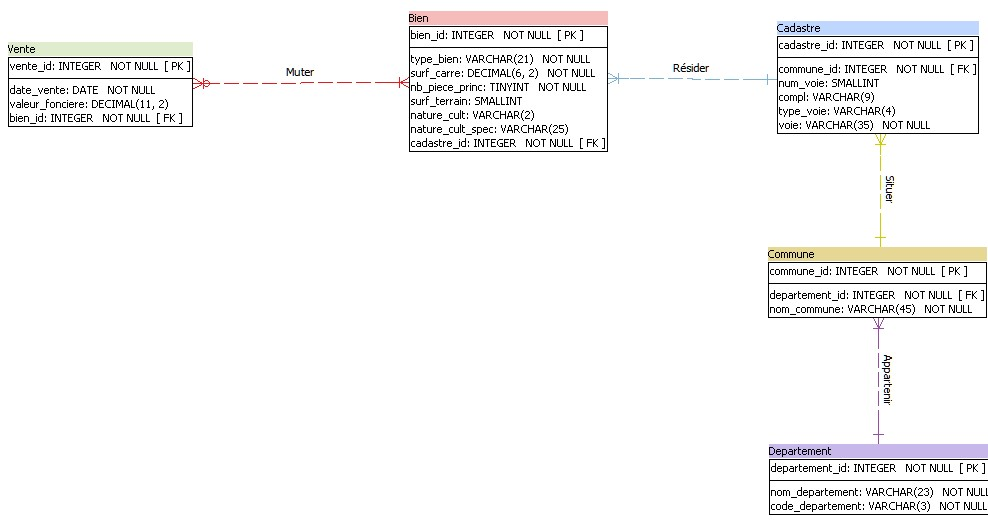 Vente
vente_id: INTEGER NOT NULL [ PK ]
date_vente: DATE NOT NULL
valeur_fonciere: DECIMAL(11, 2)
bien_id: INTEGER NOT NULL [ FK ]
Muter
Bien
bien_id: INTEGER NOT NULL [ PK ]
type_bien: VARCHAR(21) NOT NULL
surf_carre: DECIMAL(6, 2) NOT NULL
nb_piece_princ: TINYINT NOT NULL
surf_terrain: SMALLINT
nature_cult: VARCHAR(2)
nature_cult_spec: VARCHAR(25)
cadastre_id: INTEGER NOT NULL [ FK ]
Résider
Cadastre
cadastre_id: INTEGER NOT NULL [ PK ]
commune_id: INTEGER NOT NULL [ FK ]
num_voie: SMALLINT
compl: VARCHAR(9)
type_voie: VARCHAR(4)
voie: VARCHAR(35) NOT NULL
Situer
Commune
commune_id: INTEGER NOT NULL [ PK ]
departement_id: INTEGER NOT NULL [ FK ]
nom_commune: VARCHAR(45) NOT NULL
Appartenir
Departement
departement_id: INTEGER NOT NULL [ PK ]
nom_departement: VARCHAR(23) NOT NULL
code_departement: VARCHAR(3) NOT NULL